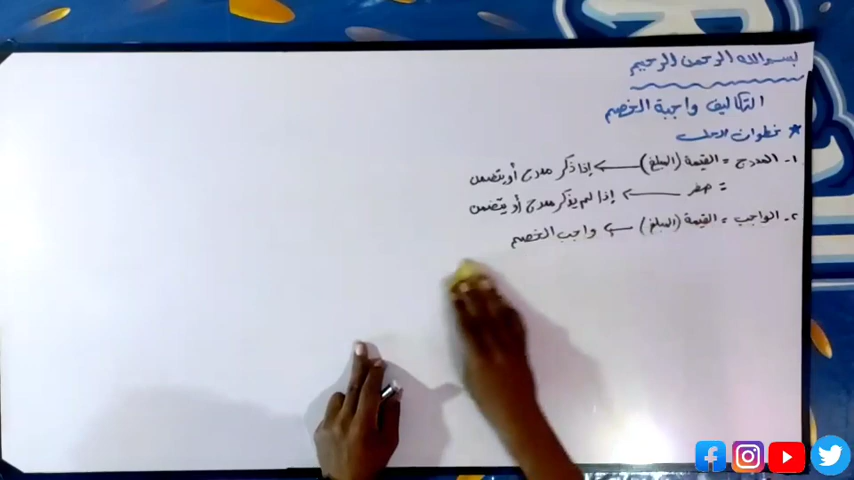 بسم الله الرحمن الرحيم
التكاليف واجبة الخصم
* خطوات الحل
١- المدرج = القيمة (المبلغ) ← إذا ذكر مدرج أو يتضمن
= صفر ← إذا لم يذكر مدرج أو يتضمن
٢- الواجب = القيمة (المبلغ) ← واجب الخصم